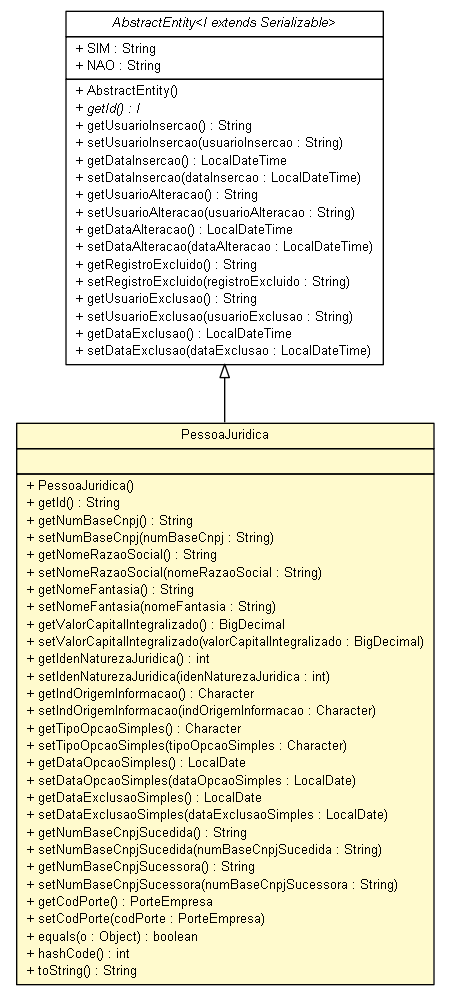 AbstractEntity<I extends Serializable>
+ SIM : String
+ NAO : String
+ AbstractEntity()
+ getId() : I
+ getUsuarioInsercao() : String
+ setUsuarioInsercao(usuarioInsercao : String)
+ getDataInsercao() : LocalDateTime
+ setDataInsercao(dataInsercao : LocalDateTime)
+ getUsuarioAlteracao() : String
+ setUsuarioAlteracao(usuarioAlteracao : String)
+ getDataAlteracao() : LocalDateTime
+ setDataAlteracao(dataAlteracao : LocalDateTime)
+ getRegistroExcluido() : String
+ setRegistroExcluido(registroExcluido : String)
+ getUsuarioExclusao() : String
+ setUsuarioExclusao(usuarioExclusao : String)
+ getDataExclusao() : LocalDateTime
+ setDataExclusao(dataExclusao : LocalDateTime)
PessoaJuridica
+ PessoaJuridica()
+ getId() : String
+ getNumBaseCnpj() : String
+ setNumBaseCnpj(numBaseCnpj : String)
+ getNomeRazaoSocial() : String
+ setNomeRazaoSocial(nomeRazaoSocial : String)
+ getNomeFantasia() : String
+ setNomeFantasia(nomeFantasia : String)
+ getValorCapitalIntegralizado() : BigDecimal
+ setValorCapitalIntegralizado(valorCapitalIntegralizado : BigDecimal)
+ getIdenNaturezaJuridica() : int
+ setIdenNaturezaJuridica(idenNaturezaJuridica : int)
+ getIndOrigemInformacao() : Character
+ setIndOrigemInformacao(indOrigemInformacao : Character)
+ getTipoOpcaoSimples() : Character
+ setTipoOpcaoSimples(tipoOpcaoSimples : Character)
+ getDataOpcaoSimples() : LocalDate
+ setDataOpcaoSimples(dataOpcaoSimples : LocalDate)
+ getDataExclusaoSimples() : LocalDate
+ setDataExclusaoSimples(dataExclusaoSimples : LocalDate)
+ getNumBaseCnpjSucedida() : String
+ setNumBaseCnpjSucedida(numBaseCnpjSucedida : String)
+ getNumBaseCnpjSucessora() : String
+ setNumBaseCnpjSucessora(numBaseCnpjSucessora : String)
+ getCodPorte() : PorteEmpresa
+ setCodPorte(codPorte : PorteEmpresa)
+ equals(o : Object) : boolean
+ hashCode() : int
+ toString() : String